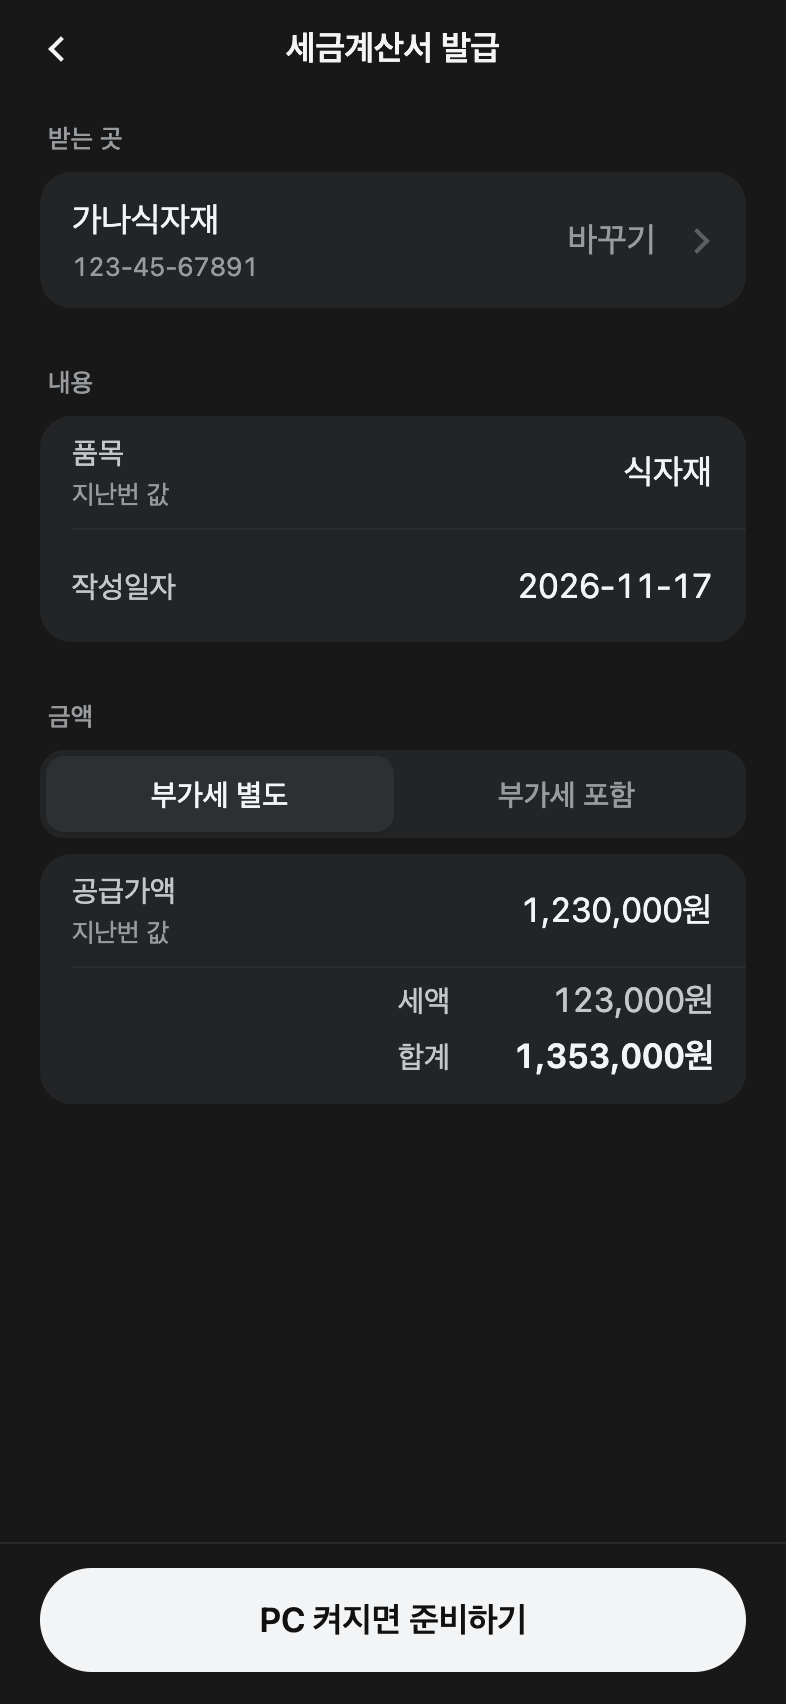 세금계산서 발급
받는 곳
가나식자재
123-45-67891
바꾸기
내용
품목
지난번 값
식자재
작성일자
2026-11-17
금액
부가세 별도
부가세 포함
공급가액
지난번 값
1,230,000원
세액 123,000원
합계 1,353,000원
PC 켜지면 준비하기